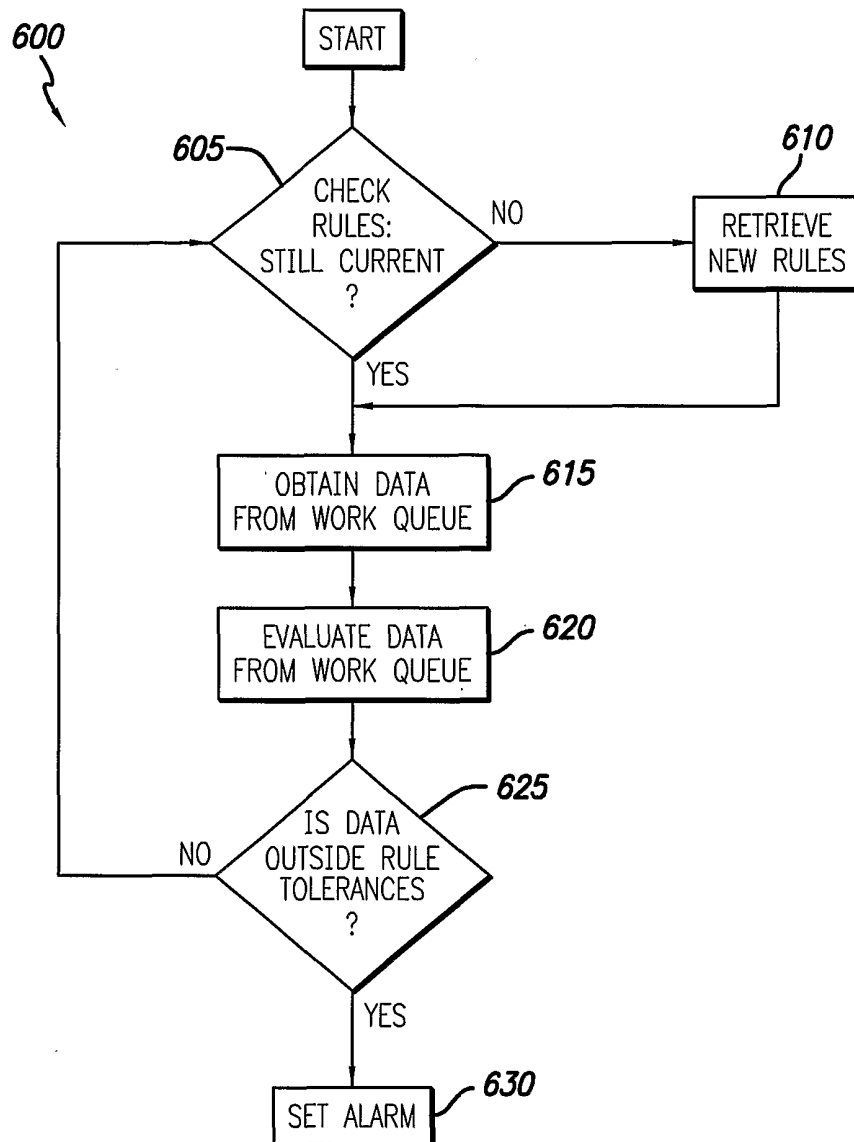 600
START
605
CHECK
RULES:
STILL CURRENT
?
NO
610
RETRIEVE
NEW RULES
YES
OBTAIN DATA
FROM WORK QUEUE
615
EVALUATE DATA
FROM WORK QUEUE
620
625
IS DATA
OUTSIDE RULE
TOLERANCES
?
NO
YES
SET ALARM
630